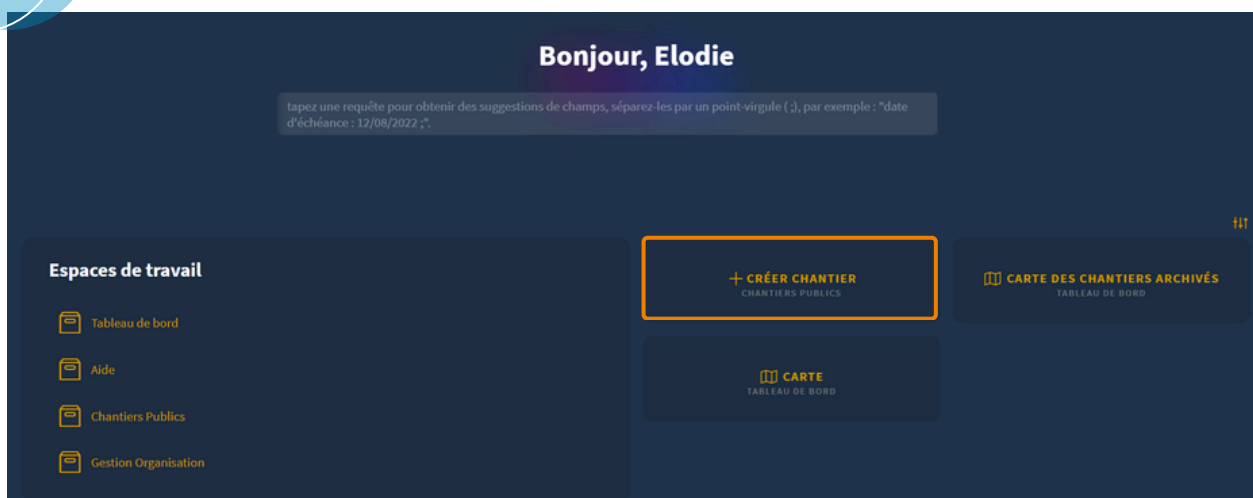 Bonjour, Elodie
tapez une requête pour obtenir des suggestions de champs, séparez-les par un point-virgule ( ;), par exemple : "date
d'échéance : 12/08/2022 ;".
Espaces de travail
Tableau de bord
Aide
Chantiers Publics
Gestion Organisation
CRÉER CHANTIER
CHANTIERS PUBLICS
CARTE DES CHANTIERS ARCHIVÉS
TABLEAU DE BORD
CARTE
TABLEAU DE BORD